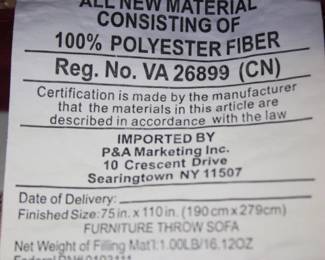 ALL NEW MATERIAL
CONSISTING OF
100% POLYESTER FIBER
Reg. No. VA 26899 (CN)
Certification is made by the manufacturer
that the materials in this article are
described in accordance with the law
IMPORTED BY
P&A Marketing Inc.
10 Crescent Drive
Searingtown NY 11507
Date of Delivery:
Finished Size: 75 in. x 110 in. (190 cm x 279cm)
FURNITURE THROW SOFA
Net Weight of Filling Mat'l: 1.00LB/16.12OZ
Federal